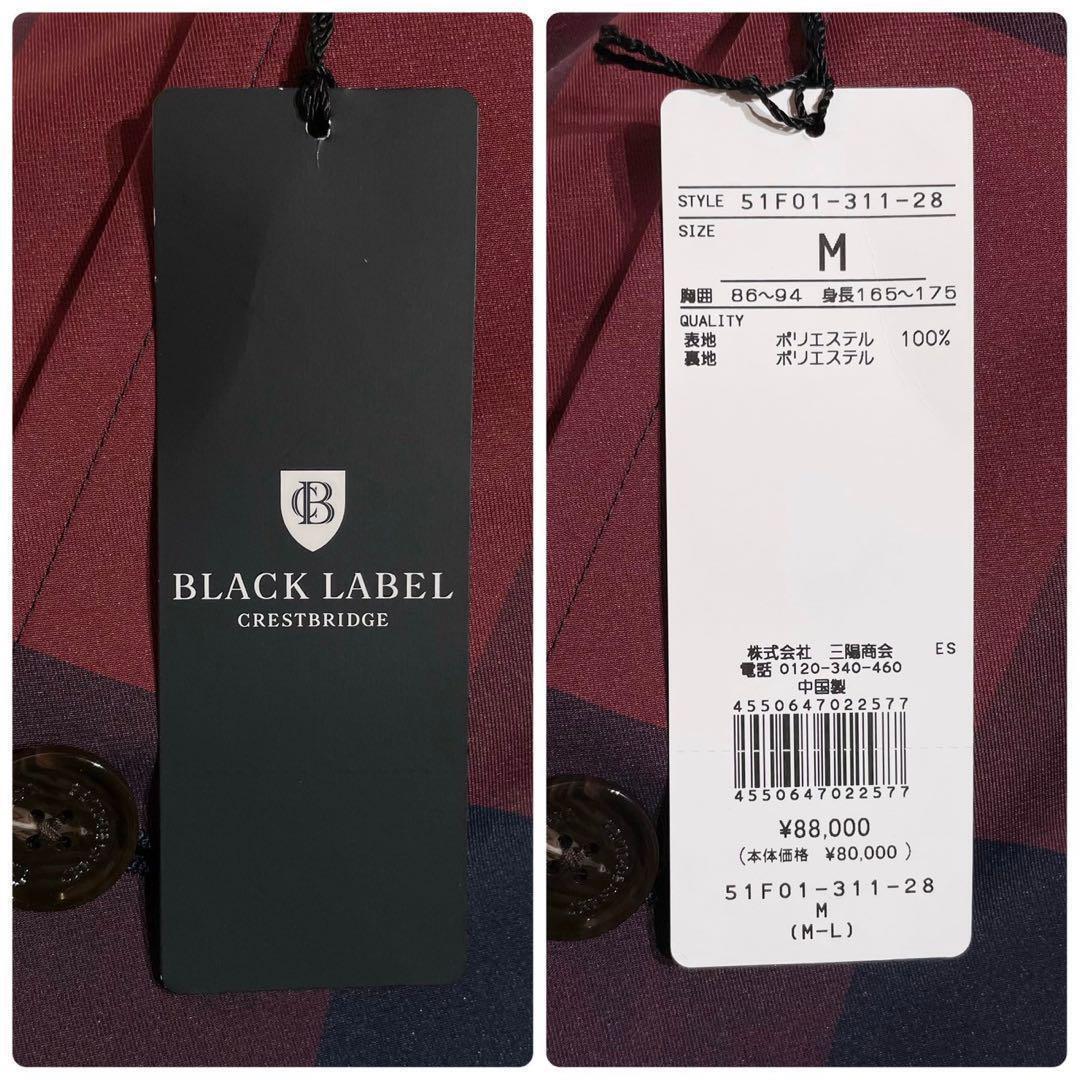 CB
BLACK LABEL
CRESTBRIDGE
STYLE 51F01-311-28
SIZE
M
胸囲 86~94 身長165~175
QUALITY
表地 ポリエステル 100%
裏地 ポリエステル
株式会社 三陽商会 ES
電話 0120-340-460
中国製
4550647022577
4550647022577
¥88,000
(本体価格 ¥80,000 )
51F01-311-28
M
(M-L)